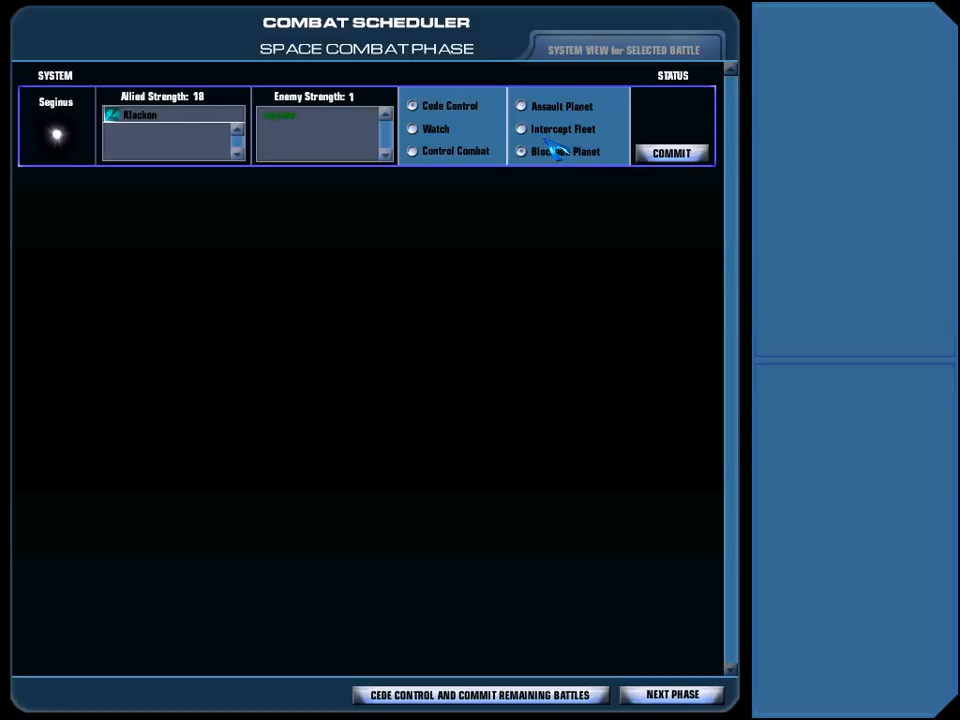 COMBAT SCHEDULER
SPACE COMBAT PHASE
SYSTEM VIEW for SELECTED BATTLE
SYSTEM
STATUS
Seginus
Allied Strength: 18
Klackon
Enemy Strength: 1
Cede Control
Watch
Control Combat
Assault Planet
Intercept Fleet
Blockade Planet
COMMIT
CEDE CONTROL AND COMMIT REMAINING BATTLES
NEXT PHASE